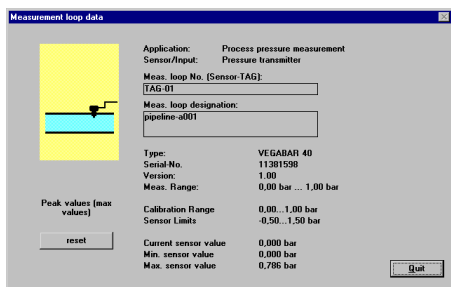 Measurement loop data
Application: Process pressure measurement
Sensor/Input: Pressure transmitter
Meas. loop No. (Sensor-TAG):
TAG-01
Meas. loop designation:
pipeline-a001
Type: VEGABAR 40
Serial-No. 11381598
Version: 1.00
Meas. Range: 0,00 bar ... 1,00 bar
Peak values (max values)
reset
Calibration Range 0,00...1,00 bar
Sensor Limits -0,50...1,50 bar
Current sensor value 0,000 bar
Min. sensor value 0,000 bar
Max. sensor value 0,786 bar
Quit